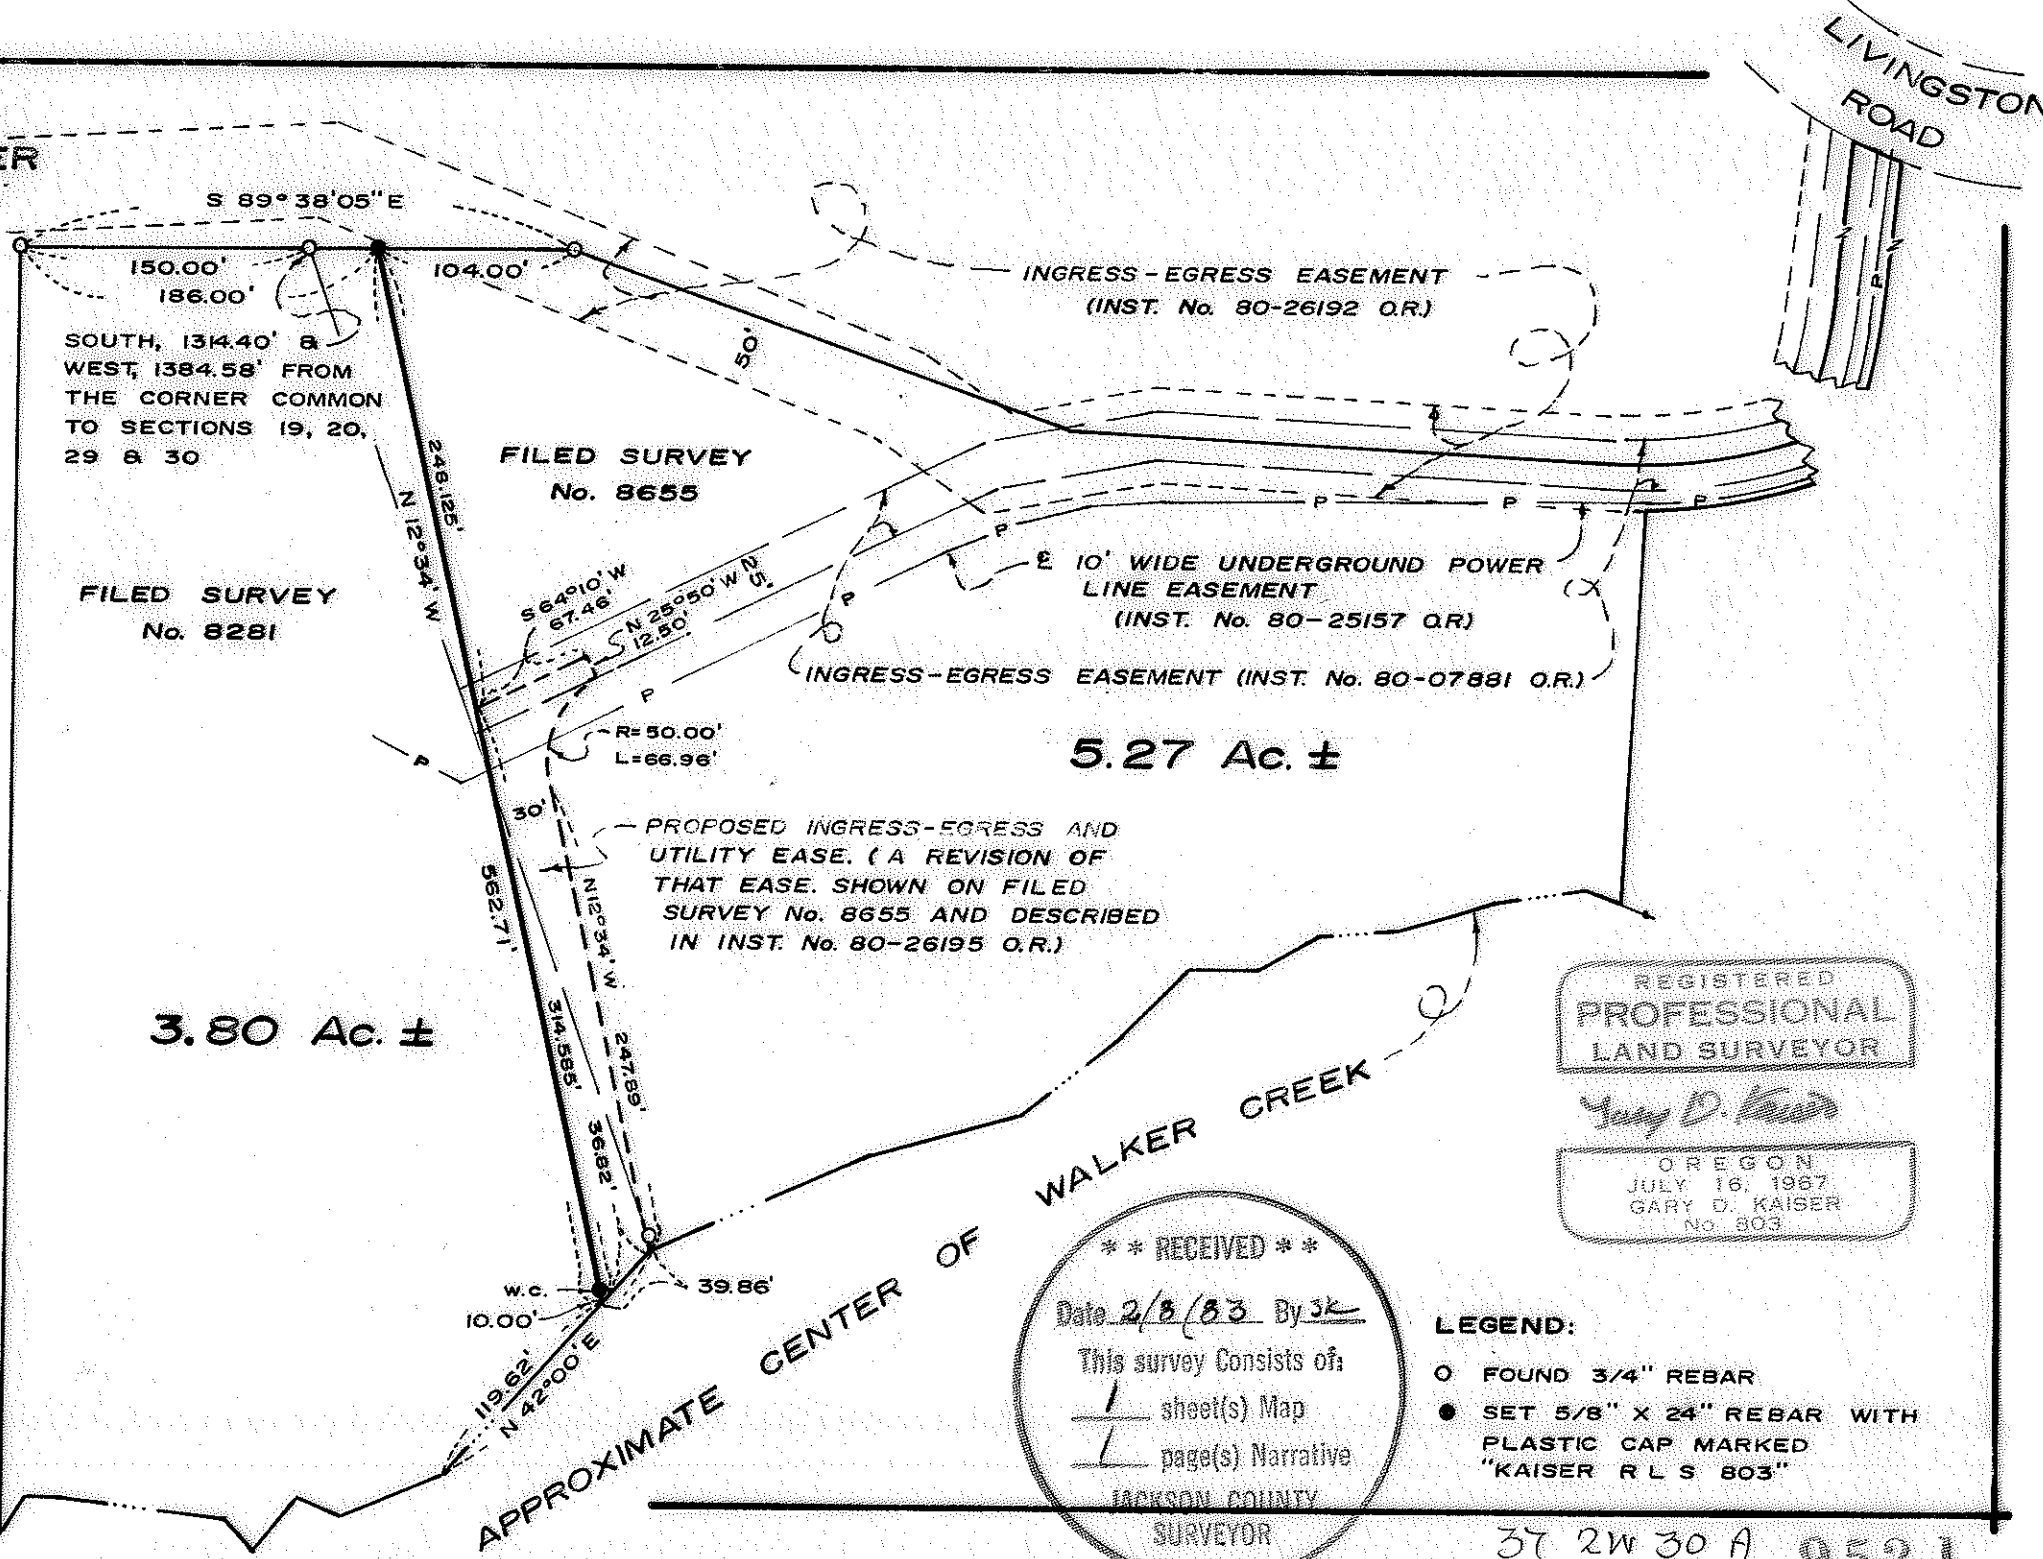 LIVINGSTON
ROAD
ER
S 89°38'05"E
150.00'
186.00'
104.00'
INGRESS-EGRESS EASEMENT
(INST. No. 80-26192 O.R.)
50'
SOUTH, 1314.40' &
WEST, 1384.58' FROM
THE CORNER COMMON
TO SECTIONS 19, 20,
29 & 30
248.125'
N 12°34' W
FILED SURVEY
No. 8655
FILED SURVEY
No. 8281
S 64°10' W
67.46'
N 25°50' W
12.50'
25'
P
P
P
P
P
P
P
P
P
℄ 10' WIDE UNDERGROUND POWER
LINE EASEMENT
(INST. No. 80-25157 O.R.)
INGRESS-EGRESS EASEMENT (INST. No. 80-07881 O.R.)
R=50.00'
L=66.96'
5.27 Ac. ±
30'
PROPOSED INGRESS-EGRESS AND
UTILITY EASE. (A REVISION OF
THAT EASE. SHOWN ON FILED
SURVEY No. 8655 AND DESCRIBED
IN INST. No. 80-26195 O.R.)
562.71'
N 12°34' W
314.585'
247.89'
36.82'
3.80 Ac. ±
W.C.
10.00'
39.86'
119.62'
N 42°00' E
APPROXIMATE CENTER OF WALKER CREEK
REGISTERED
PROFESSIONAL
LAND SURVEYOR
Gary D. Kaiser
OREGON
JULY 16, 1967
GARY D. KAISER
No. 803
* * RECEIVED * *
Date 2/8/83 By
This survey Consists of:
1 sheet(s) Map
1 page(s) Narrative
JACKSON COUNTY
SURVEYOR
LEGEND:
FOUND 3/4" REBAR
SET 5/8" X 24" REBAR WITH
PLASTIC CAP MARKED
"KAISER R L S 803"
37 2W 30 A 9521